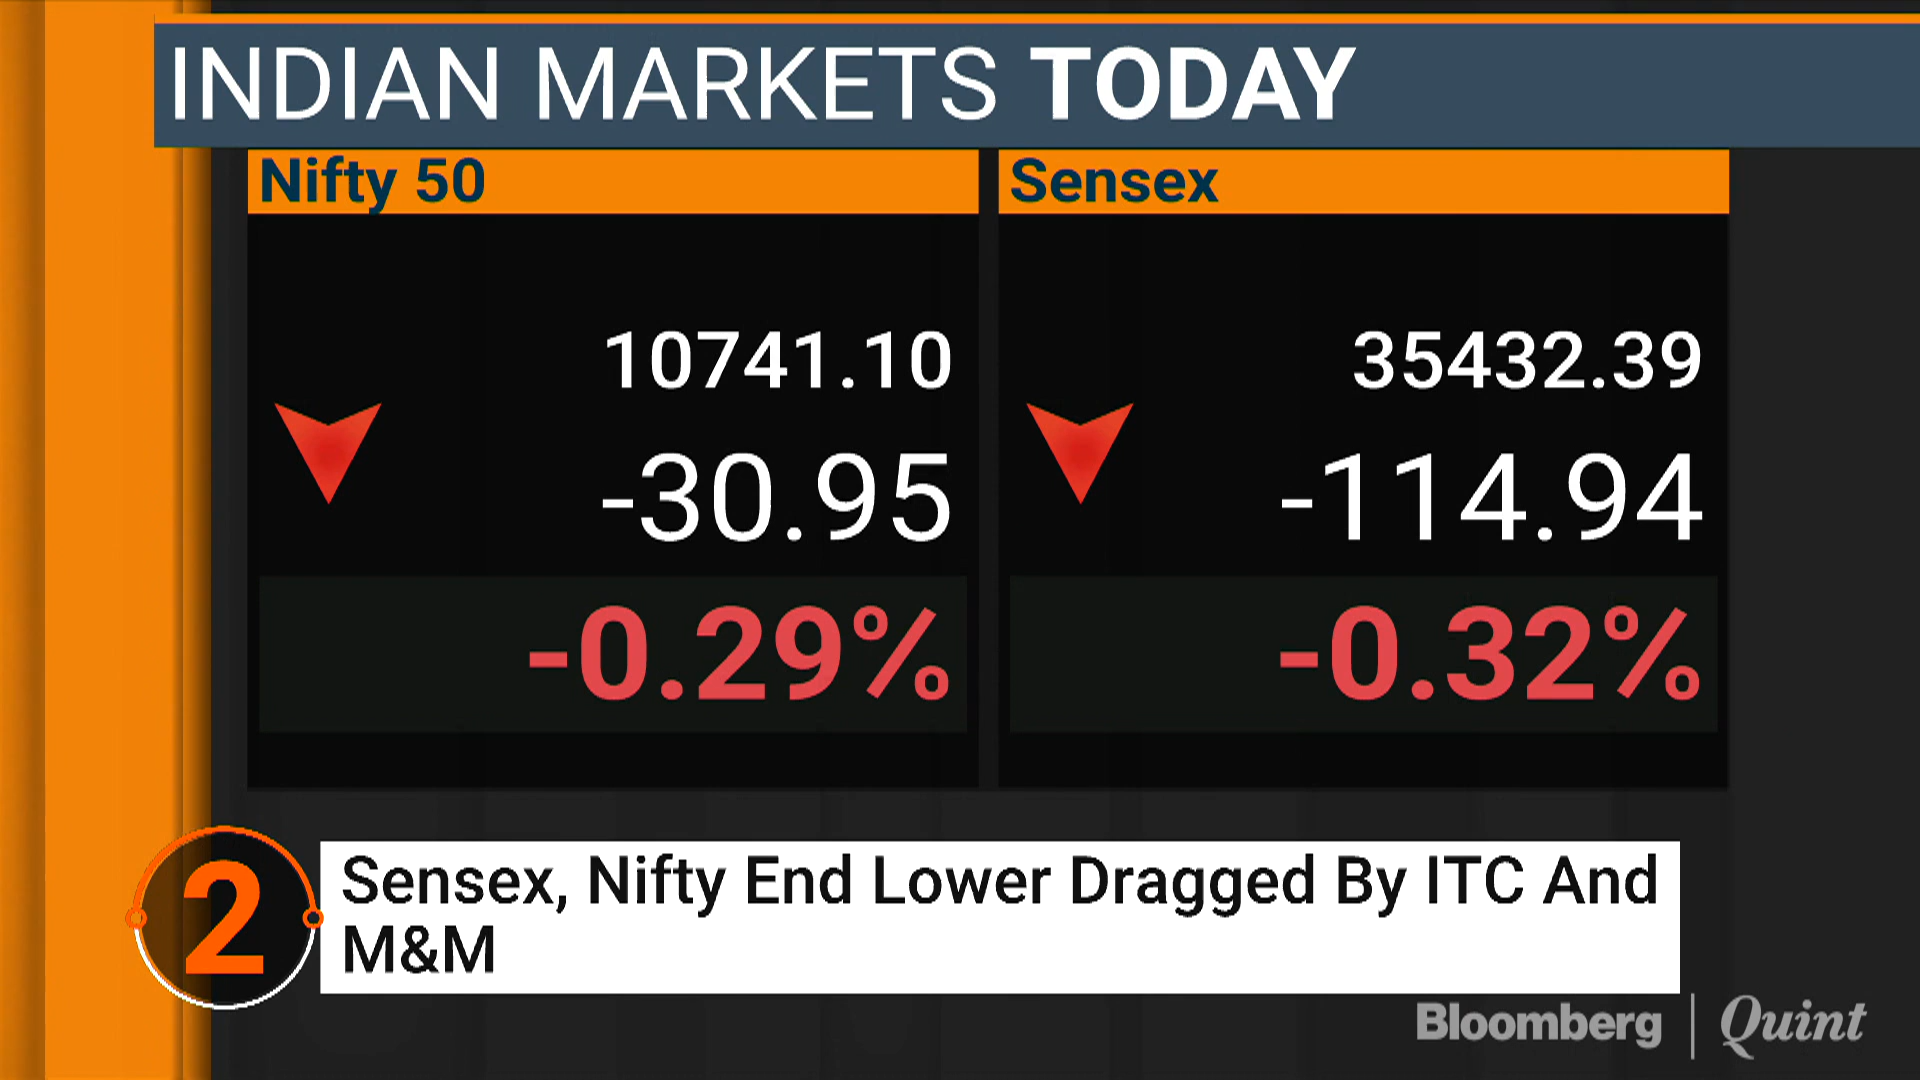 INDIAN MARKETS TODAY
Nifty 50
Sensex
10741.10
35432.39
-30.95
-114.94
-0.29%
-0.32%
2
Sensex, Nifty End Lower Dragged By ITC And
M&M
Bloomberg | Quint